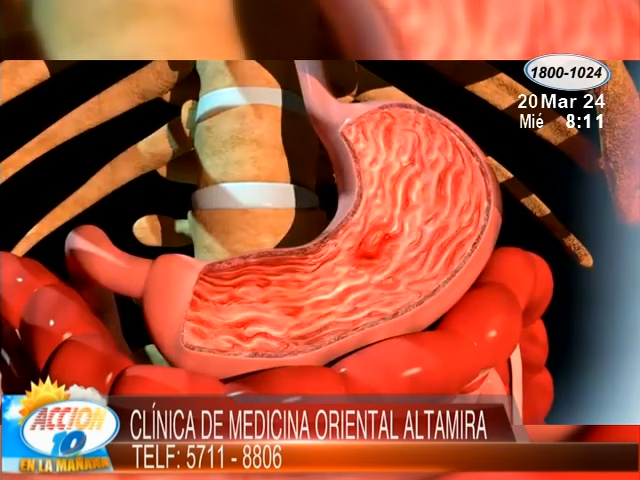 1800-1024
20 Mar 24
Mié 8:11
ACCION
10
EN LA MAÑANA
CLÍNICA DE MEDICINA ORIENTAL ALTAMIRA
TELF: 5711 - 8806